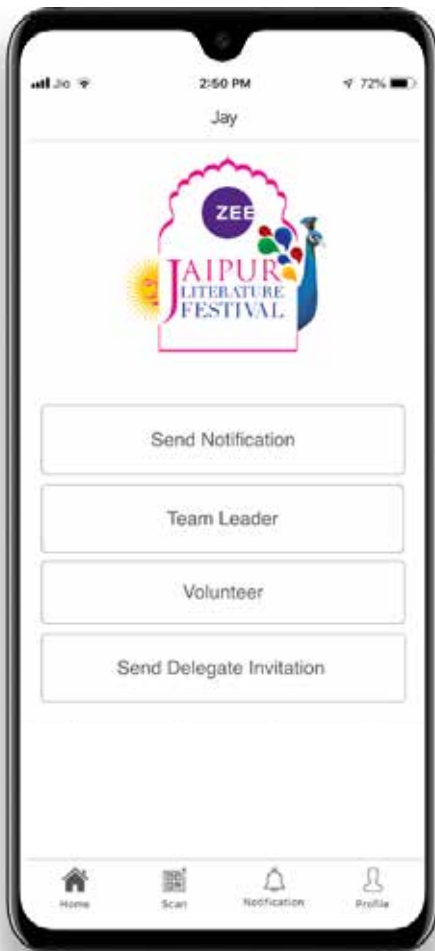 Jio 2:50 PM 72%
Jay
ZEE
JAIPUR
LITERATURE
FESTIVAL
Send Notification
Team Leader
Volunteer
Send Delegate Invitation
Home Scan Notification Profile